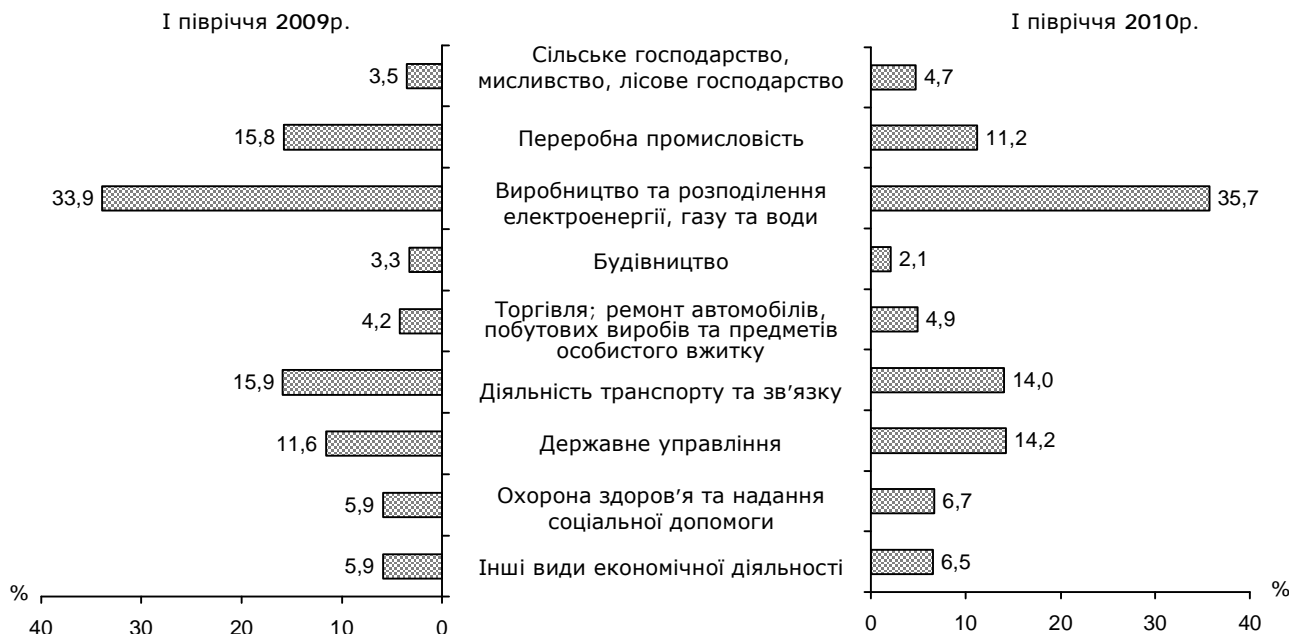 І півріччя 2009р.
І півріччя 2010р.
3,5
Сільське господарство,
мисливство, лісове господарство
4,7
15,8
Переробна промисловість
11,2
33,9
Виробництво та розподілення
електроенергії, газу та води
35,7
3,3
Будівництво
2,1
4,2
Торгівля; ремонт автомобілів,
побутових виробів та предметів
особистого вжитку
4,9
15,9
Діяльність транспорту та зв’язку
14,0
11,6
Державне управління
14,2
5,9
Охорона здоров’я та надання
соціальної допомоги
6,7
5,9
Інші види економічної діяльності
6,5
%
%
40 30 20 10 0
0 10 20 30 40